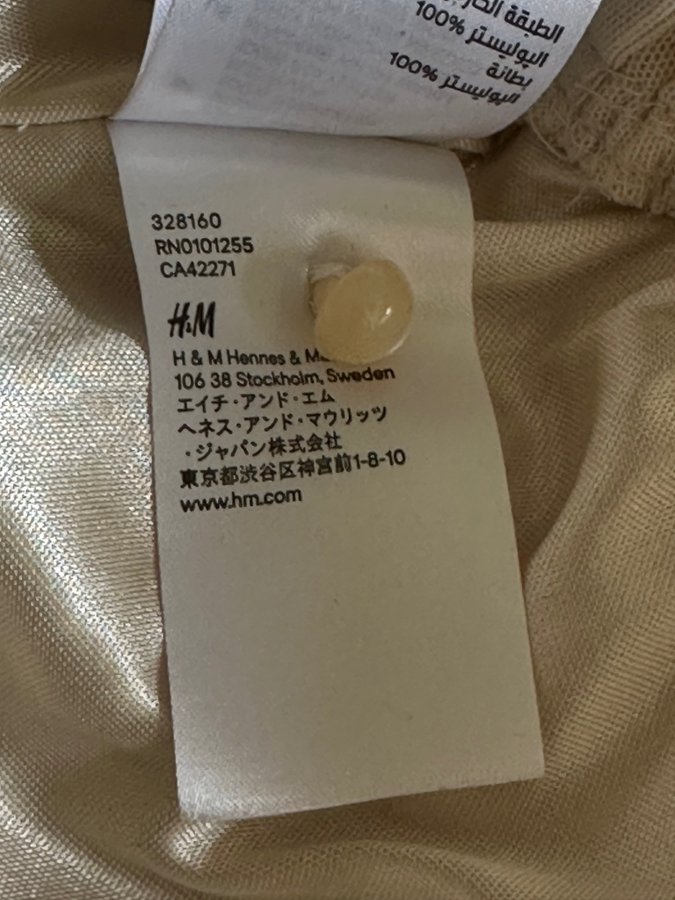 الطبقة
البوليستر 100%
بطانة
البوليستر 100%
328160
RN0101255
CA42271
H&M
H & M Hennes &
106 38 Stockholm, Sweden
エイチ・アンド・エム
ヘネス・アンド・マウリッツ
・ジャパン株式会社
東京都渋谷区神宮前1-8-10
www.hm.com